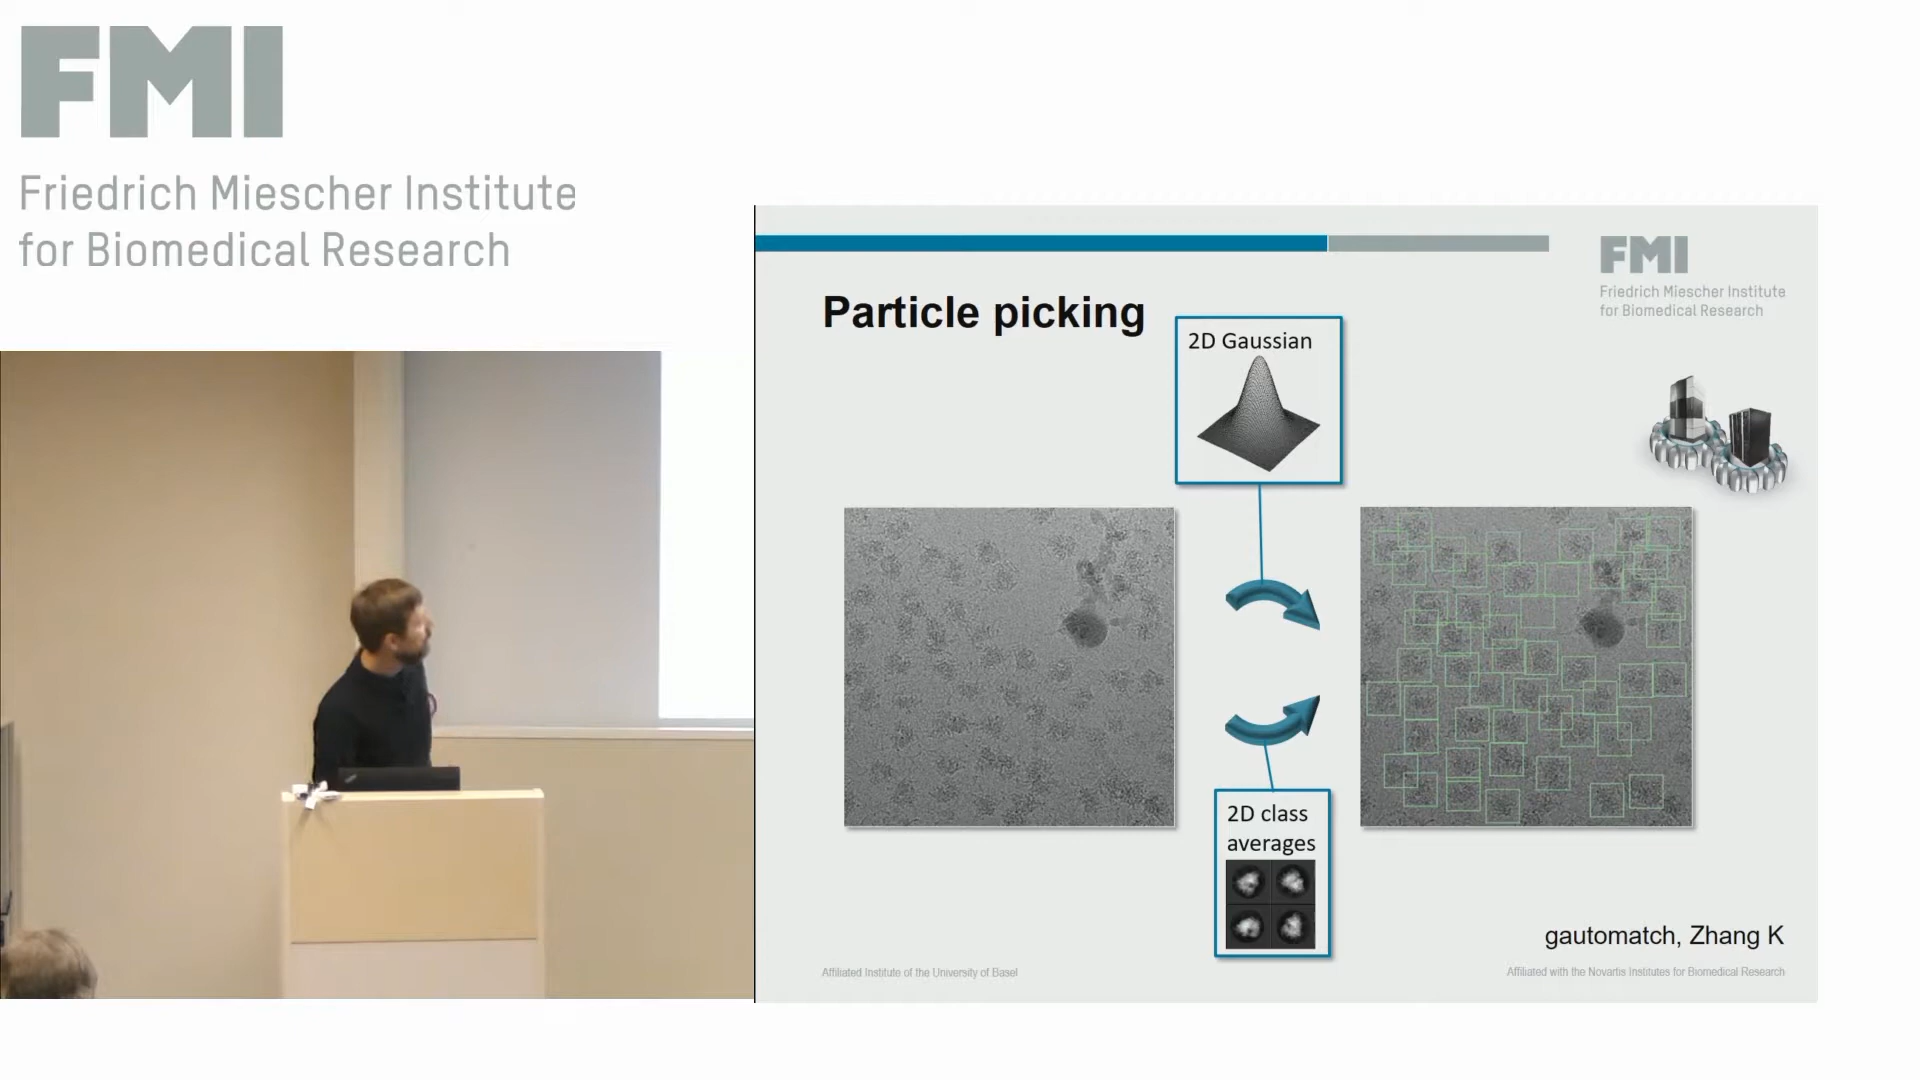 FMI
Friedrich Miescher Institute
for Biomedical Research
FMI
Friedrich Miescher Institute
for Biomedical Research
Particle picking
2D Gaussian
2D class
averages
gautomatch, Zhang K
Affiliated Institute of the University of Basel
Affiliated with the Novartis Institutes for Biomedical Research